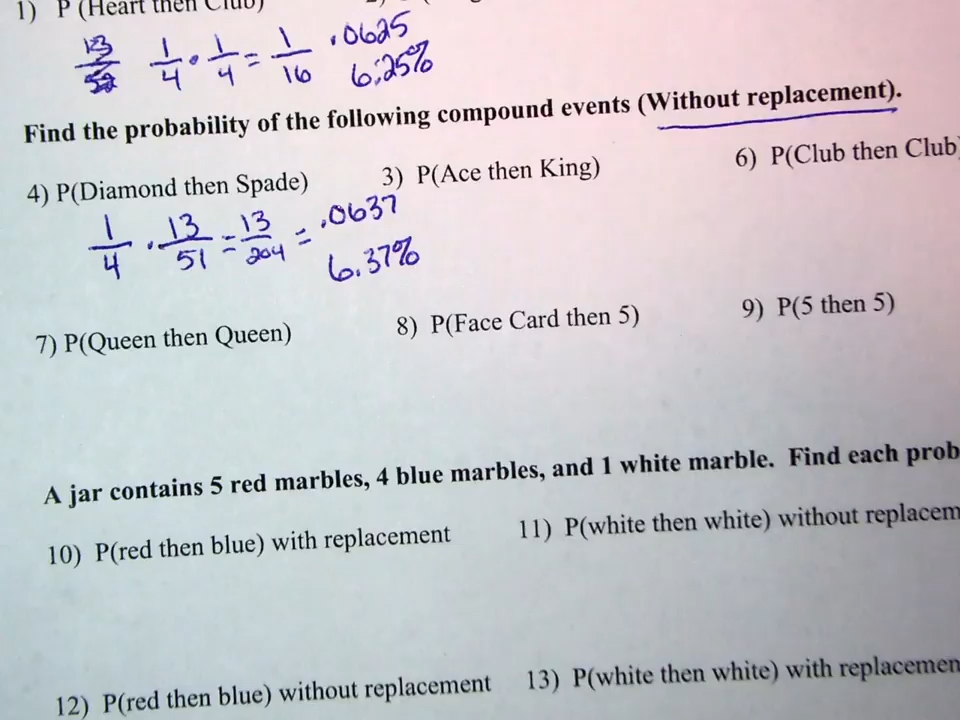 1) P (Heart then Club)
13/52 1/4 · 1/4 = 1/16 .0625
6.25%
Find the probability of the following compound events (Without replacement).
4) P(Diamond then Spade) 3) P(Ace then King) 6) P(Club then Club)
1/4 · 13/51 = 13/204 = .0637
6.37%
7) P(Queen then Queen) 8) P(Face Card then 5) 9) P(5 then 5)
A jar contains 5 red marbles, 4 blue marbles, and 1 white marble. Find each prob
10) P(red then blue) with replacement 11) P(white then white) without replacem
12) P(red then blue) without replacement 13) P(white then white) with replacemen